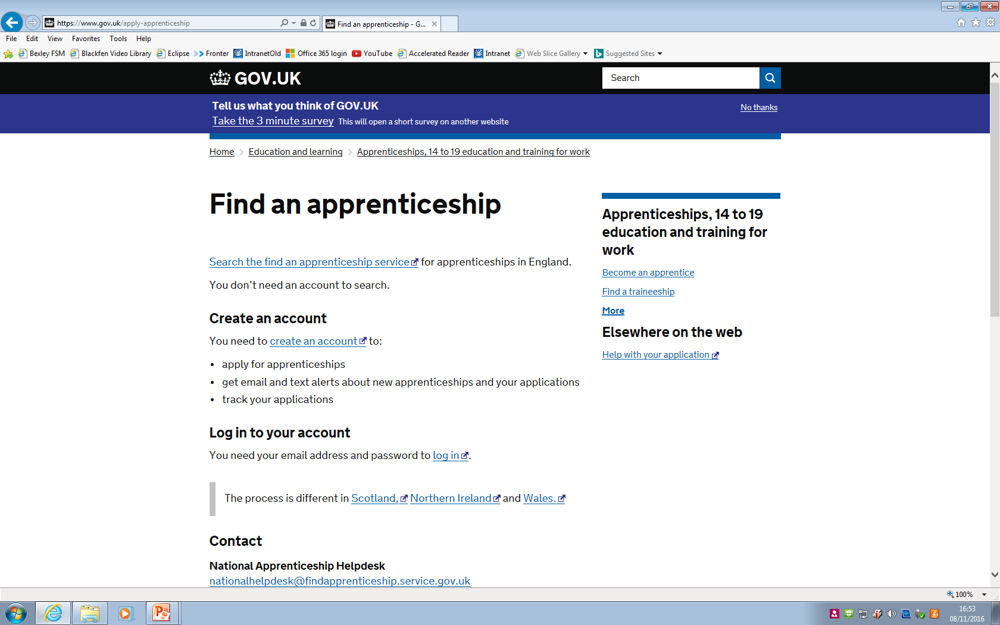 https://www.gov.uk/apply-apprenticeship
Find an apprenticeship - G...
File Edit View Favorites Tools Help
Bexley FSM Blackfen Video Library Eclipse Fronter IntranetOld Office 365 login YouTube Accelerated Reader Intranet Web Slice Gallery Suggested Sites
GOV.UK
Search
Tell us what you think of GOV.UK
No thanks
Take the 3 minute survey This will open a short survey on another website
Home Education and learning Apprenticeships, 14 to 19 education and training for work
Find an apprenticeship
Search the find an apprenticeship service for apprenticeships in England.
You don’t need an account to search.
Create an account
You need to create an account to:
• apply for apprenticeships
• get email and text alerts about new apprenticeships and your applications
• track your applications
Log in to your account
You need your email address and password to log in.
The process is different in Scotland, Northern Ireland and Wales.
Contact
National Apprenticeship Helpdesk
nationalhelpdesk@findapprenticeship.service.gov.uk
Apprenticeships, 14 to 19
education and training for
work
Become an apprentice
Find a traineeship
More
Elsewhere on the web
Help with your application
100%
16:53
08/11/2016